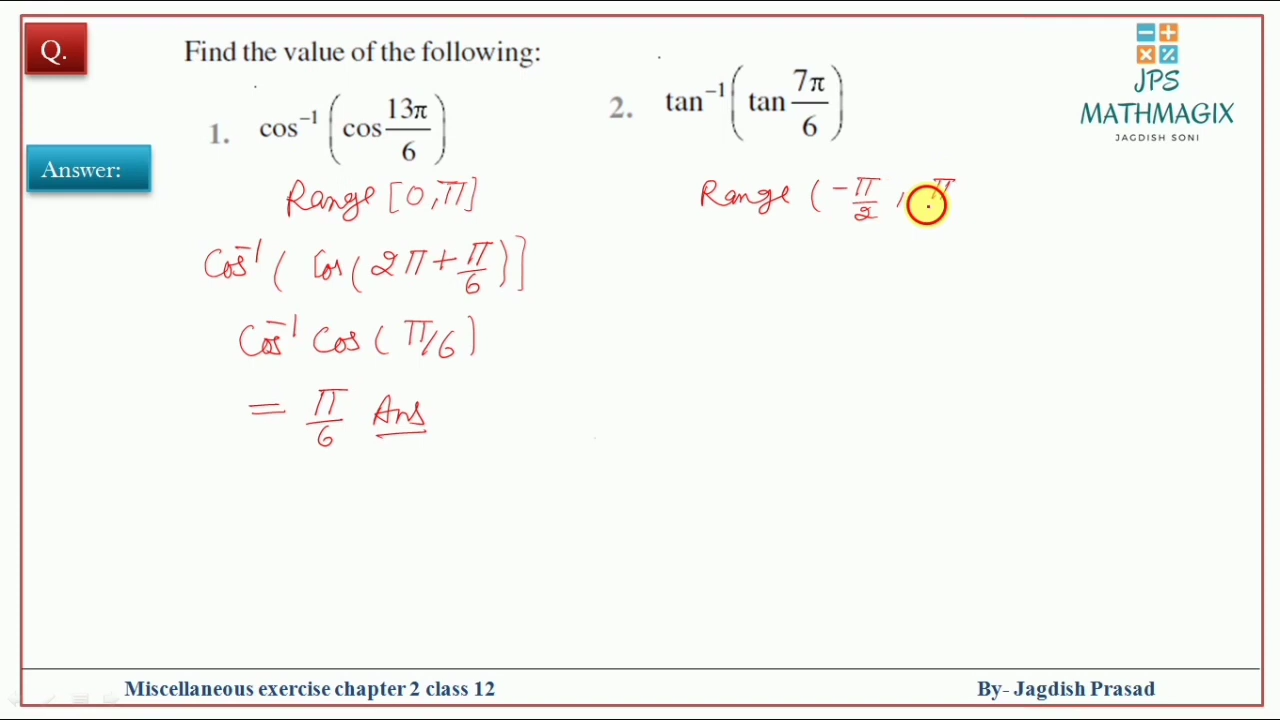 Q.
Find the value of the following:
1. cos⁻¹(cos 13π/6)
2. tan⁻¹(tan 7π/6)
JPS
MATHMAGIX
JAGDISH SONI
Answer:
Range [0, π]
Cos⁻¹( Cos( 2π + π/6 ) ]
Cos⁻¹ Cos ( π/6 )
= π/6 Ans
Range ( -π/2 , π
Miscellaneous exercise chapter 2 class 12
By- Jagdish Prasad